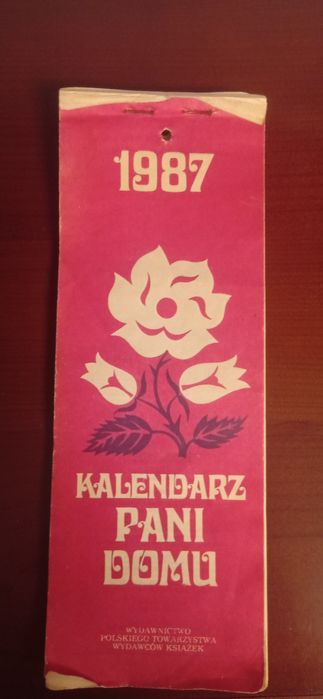 1987
KALENDARZ
PANI
DOMU
WYDAWNICTWO
POLSKIEGO TOWARZYSTWA
WYDAWCÓW KSIĄŻEK